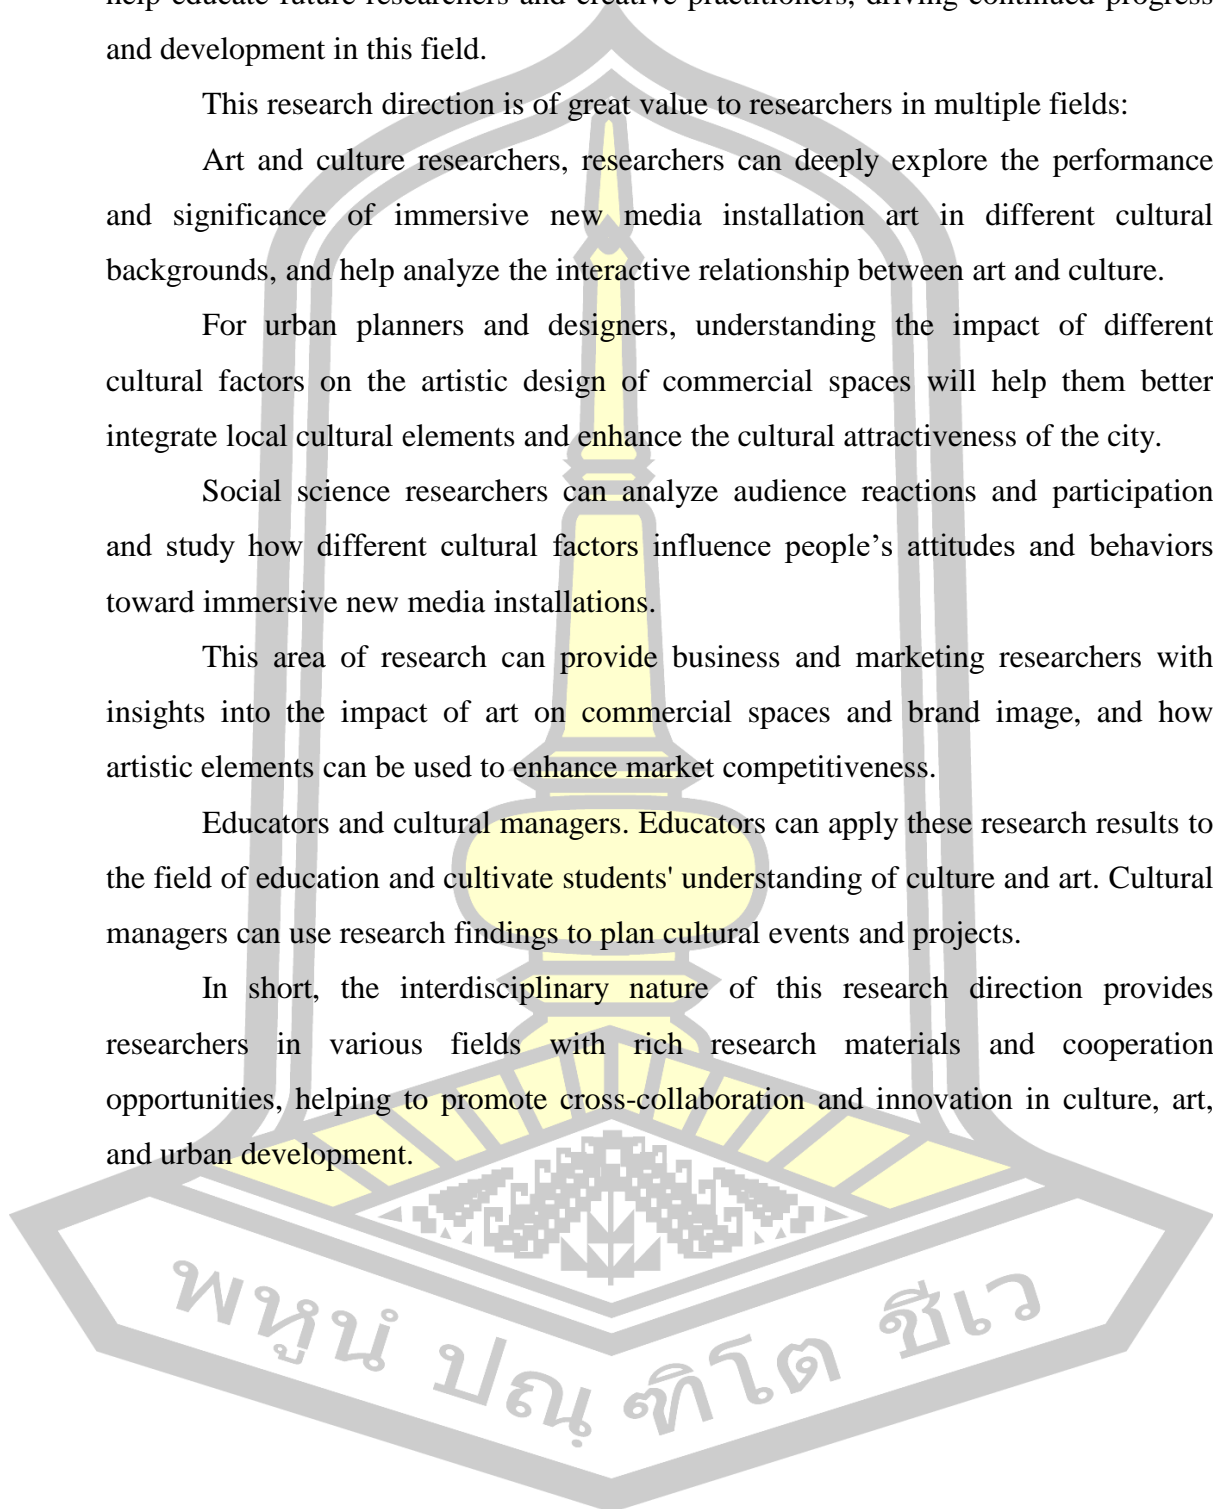 help educate future researchers and creative practitioners, driving continued progress
and development in this field.
This research direction is of great value to researchers in multiple fields:
Art and culture researchers, researchers can deeply explore the performance
and significance of immersive new media installation art in different cultural
backgrounds, and help analyze the interactive relationship between art and culture.
For urban planners and designers, understanding the impact of different
cultural factors on the artistic design of commercial spaces will help them better
integrate local cultural elements and enhance the cultural attractiveness of the city.
Social science researchers can analyze audience reactions and participation
and study how different cultural factors influence people’s attitudes and behaviors
toward immersive new media installations.
This area of research can provide business and marketing researchers with
insights into the impact of art on commercial spaces and brand image, and how
artistic elements can be used to enhance market competitiveness.
Educators and cultural managers. Educators can apply these research results to
the field of education and cultivate students' understanding of culture and art. Cultural
managers can use research findings to plan cultural events and projects.
In short, the interdisciplinary nature of this research direction provides
researchers in various fields with rich research materials and cooperation
opportunities, helping to promote cross-collaboration and innovation in culture, art,
and urban development.
พหูนํ ปณฺฑิโต ชีเว